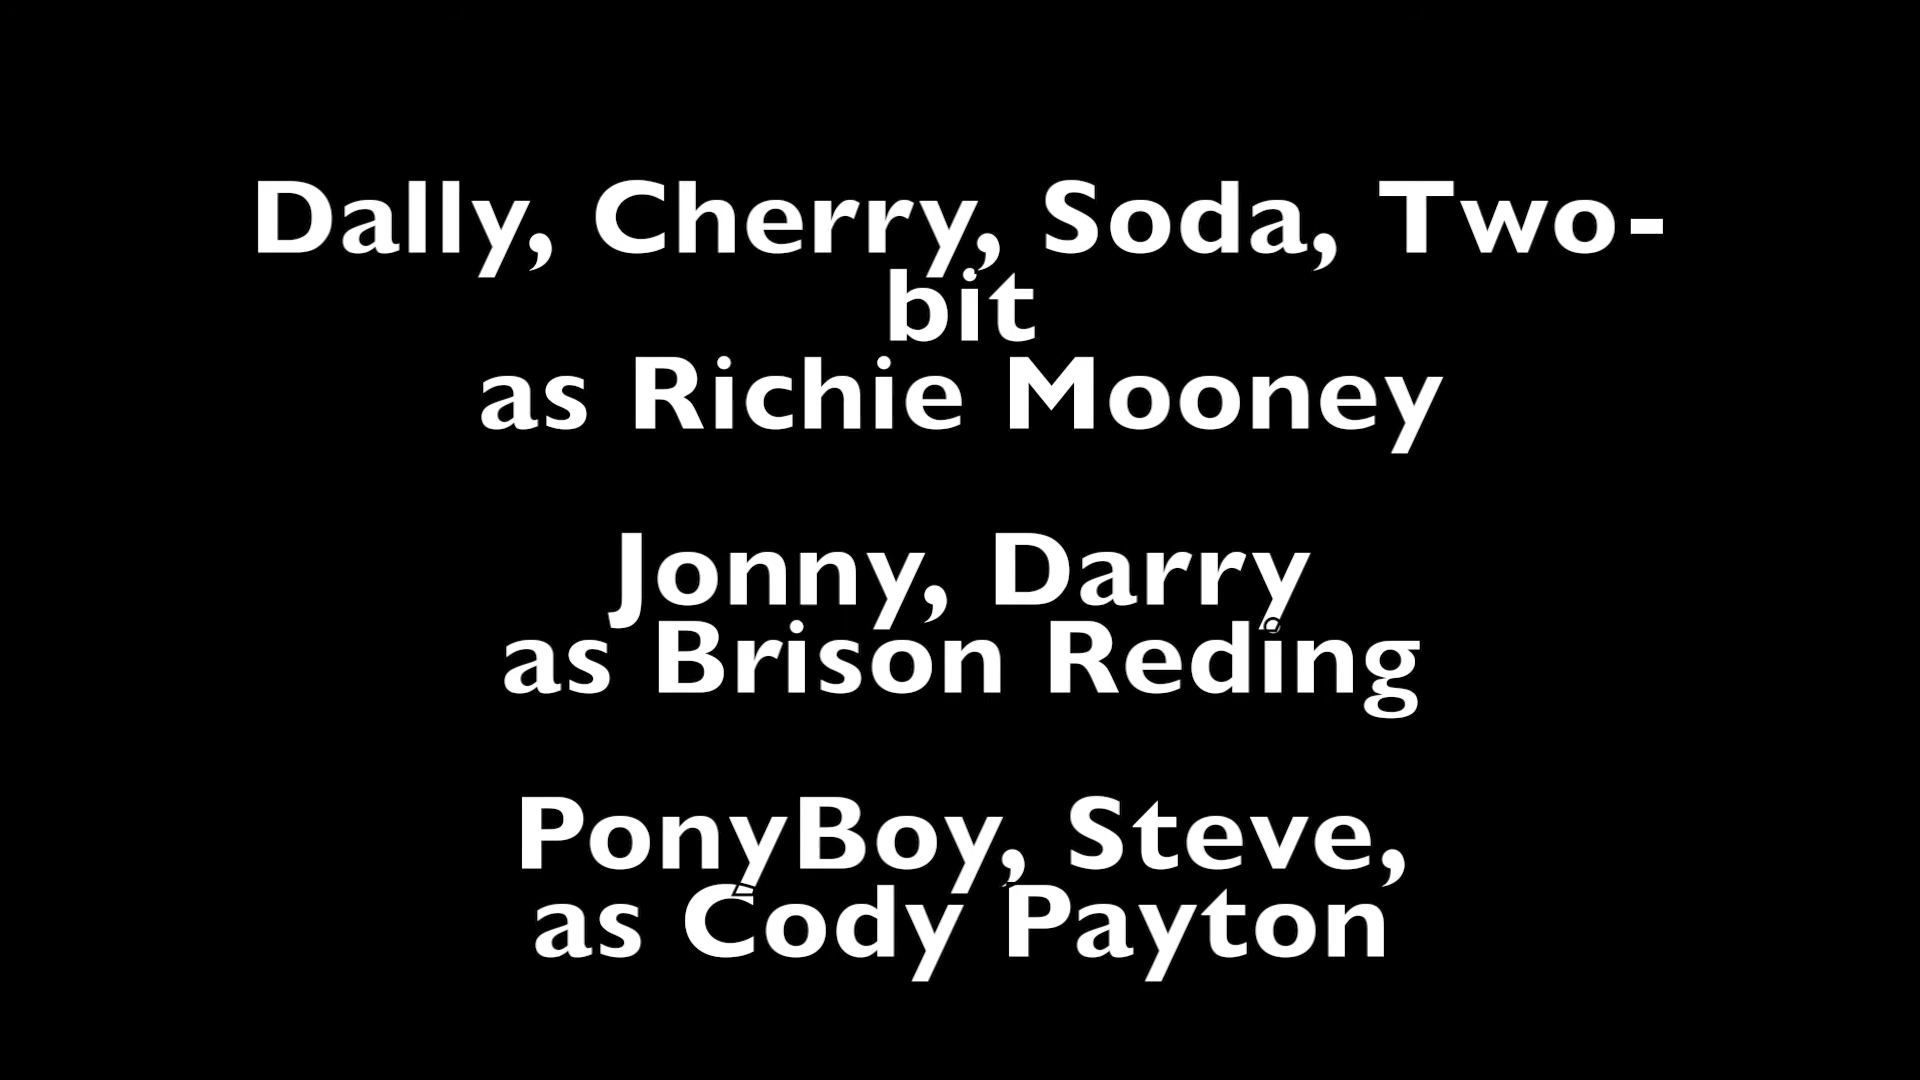 Dally, Cherry, Soda, Two-
bit
as Richie Mooney
Jonny, Darry
as Brison Reding
PonyBoy, Steve,
as Cody Payton